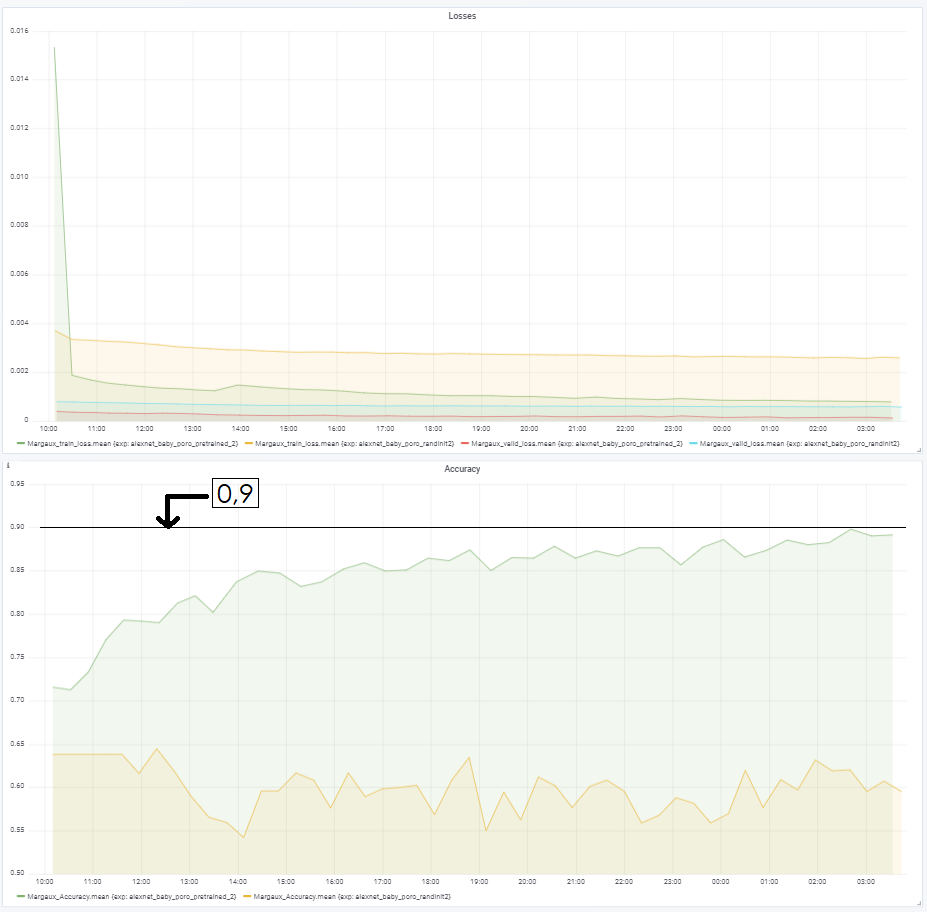 Losses
0.016
0.014
0.012
0.010
0.008
0.006
0.004
0.002
0
10:00 11:00 12:00 13:00 14:00 15:00 16:00 17:00 18:00 19:00 20:00 21:00 22:00 23:00 00:00 01:00 02:00 03:00
Margaux_train_loss.mean {exp: alexnet_baby_poro_pretrained_2} Margaux_train_loss.mean {exp: alexnet_baby_poro_randinit2} Margaux_valid_loss.mean {exp: alexnet_baby_poro_pretrained_2} Margaux_valid_loss.mean {exp: alexnet_baby_poro_randinit2}
i
Accuracy
0.95
0,9
0.90
0.85
0.80
0.75
0.70
0.65
0.60
0.55
0.50
10:00 11:00 12:00 13:00 14:00 15:00 16:00 17:00 18:00 19:00 20:00 21:00 22:00 23:00 00:00 01:00 02:00 03:00
Margaux_Accuracy.mean {exp: alexnet_baby_poro_pretrained_2} Margaux_Accuracy.mean {exp: alexnet_baby_poro_randinit2}